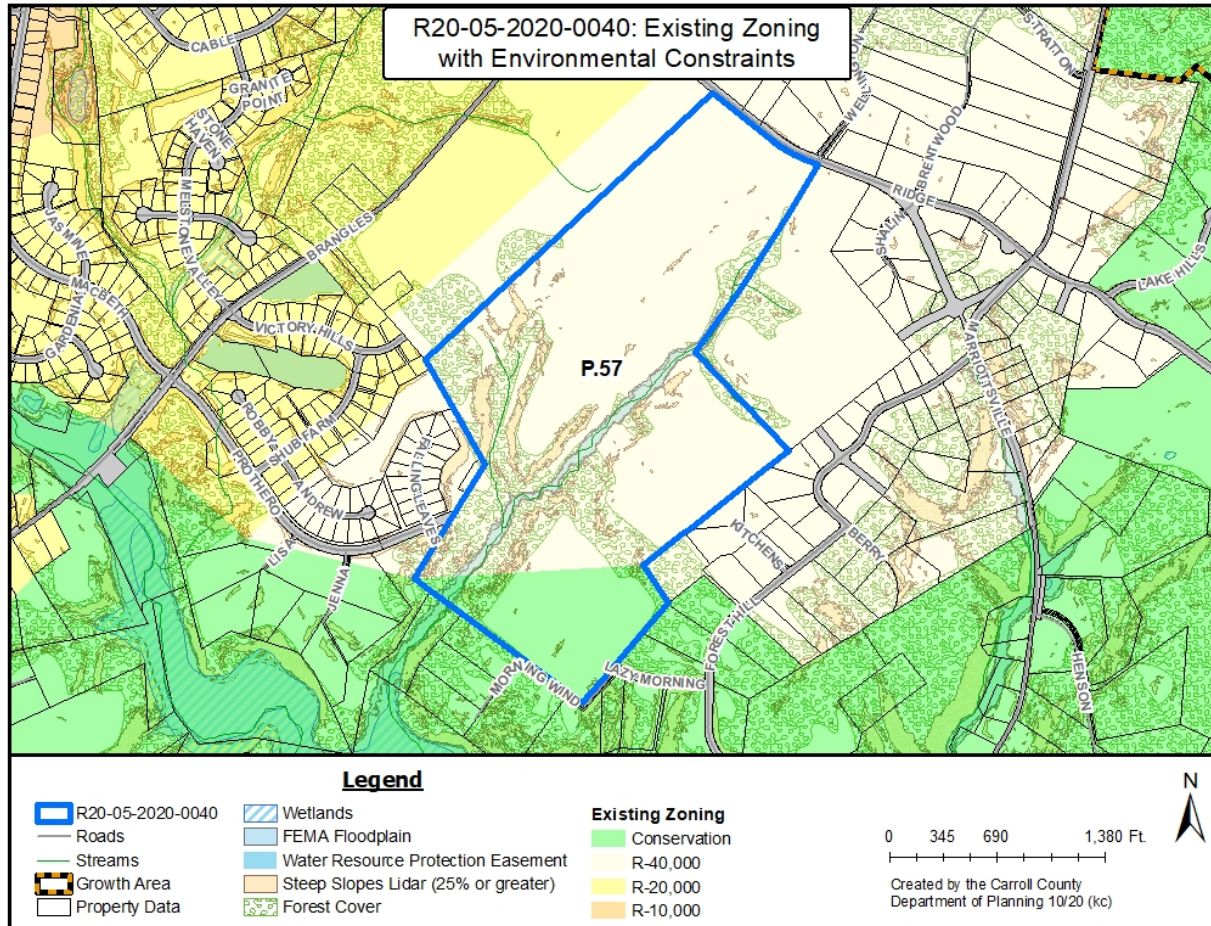 R20-05-2020-0040: Existing Zoning
with Environmental Constraints
CABLE
GRANITE
POINT
STONE
HAVEN
MELSTONE VALLEY
JASMINE
MACBETH
GARDENIA
BRANGLES
VICTORY HILLS
ROBBY
SHUB FARM
ANDREW
PROTHERO
FALLINGLEAVES
LISA
JENNA
P.57
STRATTON
BRENTWOOD
SHALIN
RIDGE
LAKE HILLS
MARRIOTTSVILLE
KITCHENS
BERRY
FOREST HILL
LAZY MORNING
MORNING WIND
HENSON
Legend
R20-05-2020-0040
Roads
Streams
Growth Area
Property Data
Wetlands
FEMA Floodplain
Water Resource Protection Easement
Steep Slopes Lidar (25% or greater)
Forest Cover
Existing Zoning
Conservation
R-40,000
R-20,000
R-10,000
0 345 690 1,380 Ft.
Created by the Carroll County
Department of Planning 10/20 (kc)
N